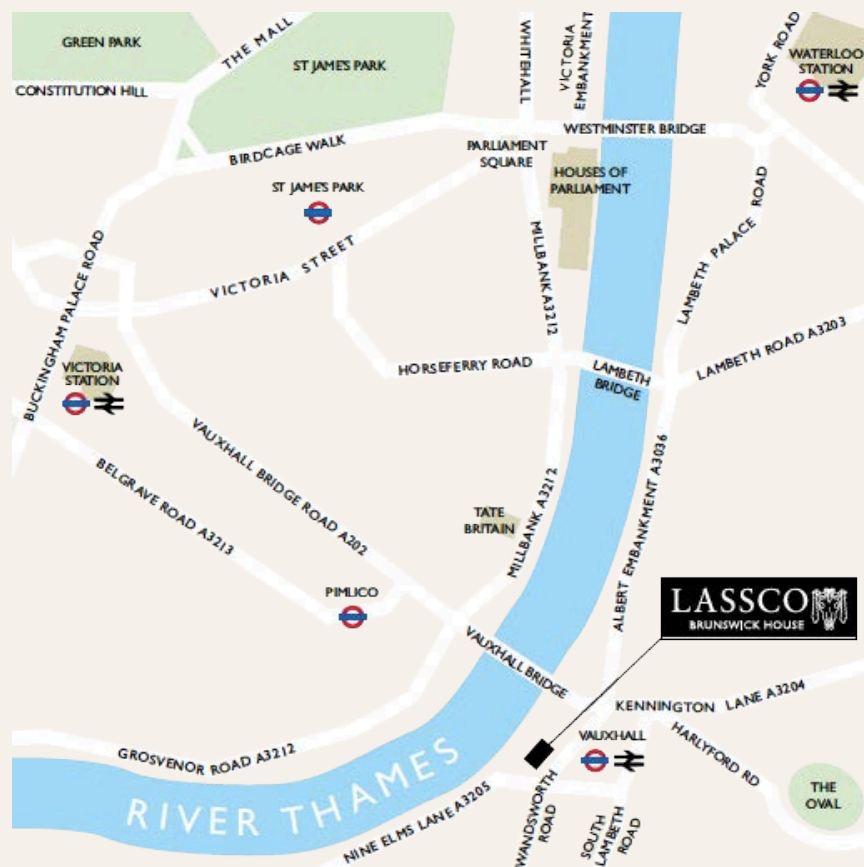 GREEN PARK
THE MALL
ST JAME'S PARK
WHITEHALL
VICTORIA
EMBANKMENT
YORK ROAD
WATERLOO
STATION
CONSTITUTION HILL
BIRDCAGE WALK
WESTMINSTER BRIDGE
PARLIAMENT
SQUARE
HOUSES OF
PARLIAMENT
ST JAME'S PARK
LAMBETH PALACE ROAD
BUCKINGHAM PALACE ROAD
VICTORIA STREET
MILLBANK A3212
LAMBETH ROAD A3203
VICTORIA
STATION
HORSEFERRY ROAD
LAMBETH
BRIDGE
VAUXHALL BRIDGE ROAD A202
BELGRAVE ROAD A3213
ALBERT EMBANKMENT A3036
TATE
BRITAIN
MILLBANK A3212
PIMLICO
LASSCO
BRUNSWICK HOUSE
VAUXHALL BRIDGE
KENNINGTON LANE A3204
GROSVENOR ROAD A3212
VAUXHALL
HARLYFORD RD
RIVER THAMES
NINE ELMS LANE A3205
WANDSWORTH
ROAD
SOUTH
LAMBETH
ROAD
THE
OVAL